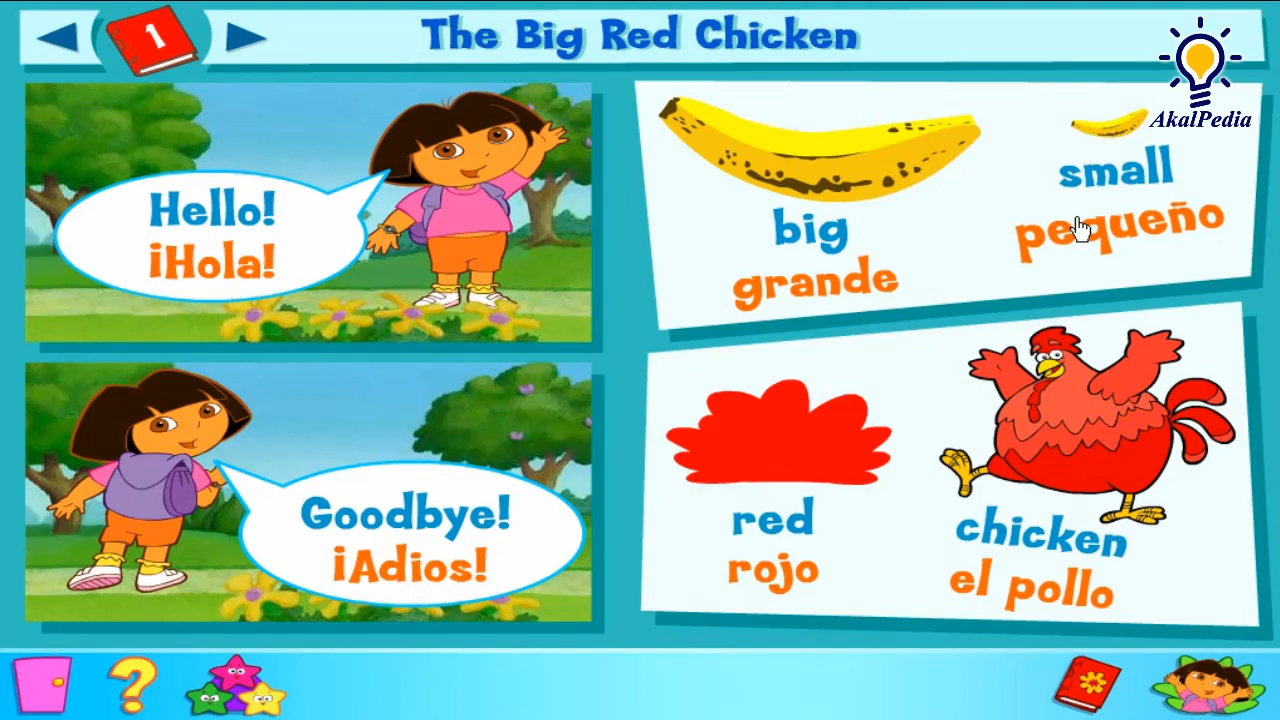 1
The Big Red Chicken
AkalPedia
Hello!
¡Hola!
big
grande
small
pequeño
Goodbye!
¡Adios!
red
rojo
chicken
el pollo
?